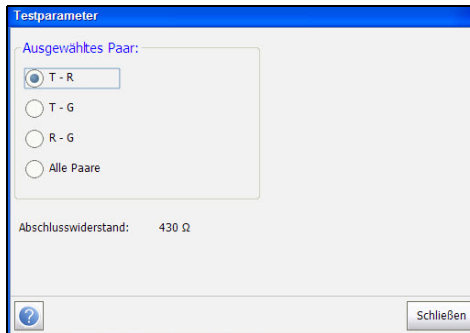 Testparameter
Ausgewähltes Paar:
T - R
T - G
R - G
Alle Paare
Abschlusswiderstand: 430 Ω
?
Schließen